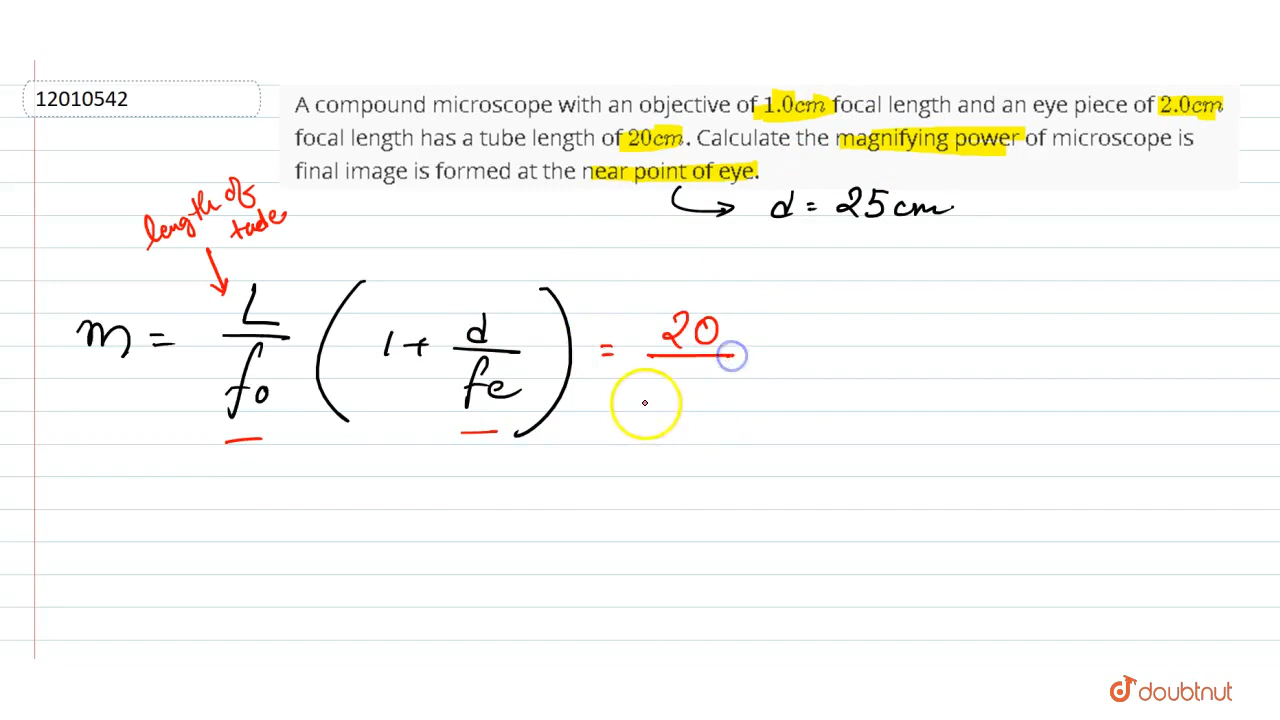 12010542
A compound microscope with an objective of 1.0cm focal length and an eye piece of 2.0cm
focal length has a tube length of 20cm. Calculate the magnifying power of microscope is
final image is formed at the near point of eye.
d = 25 cm
length of
tude
m = L/fo (1 + d/fe) = 20
doubtnut